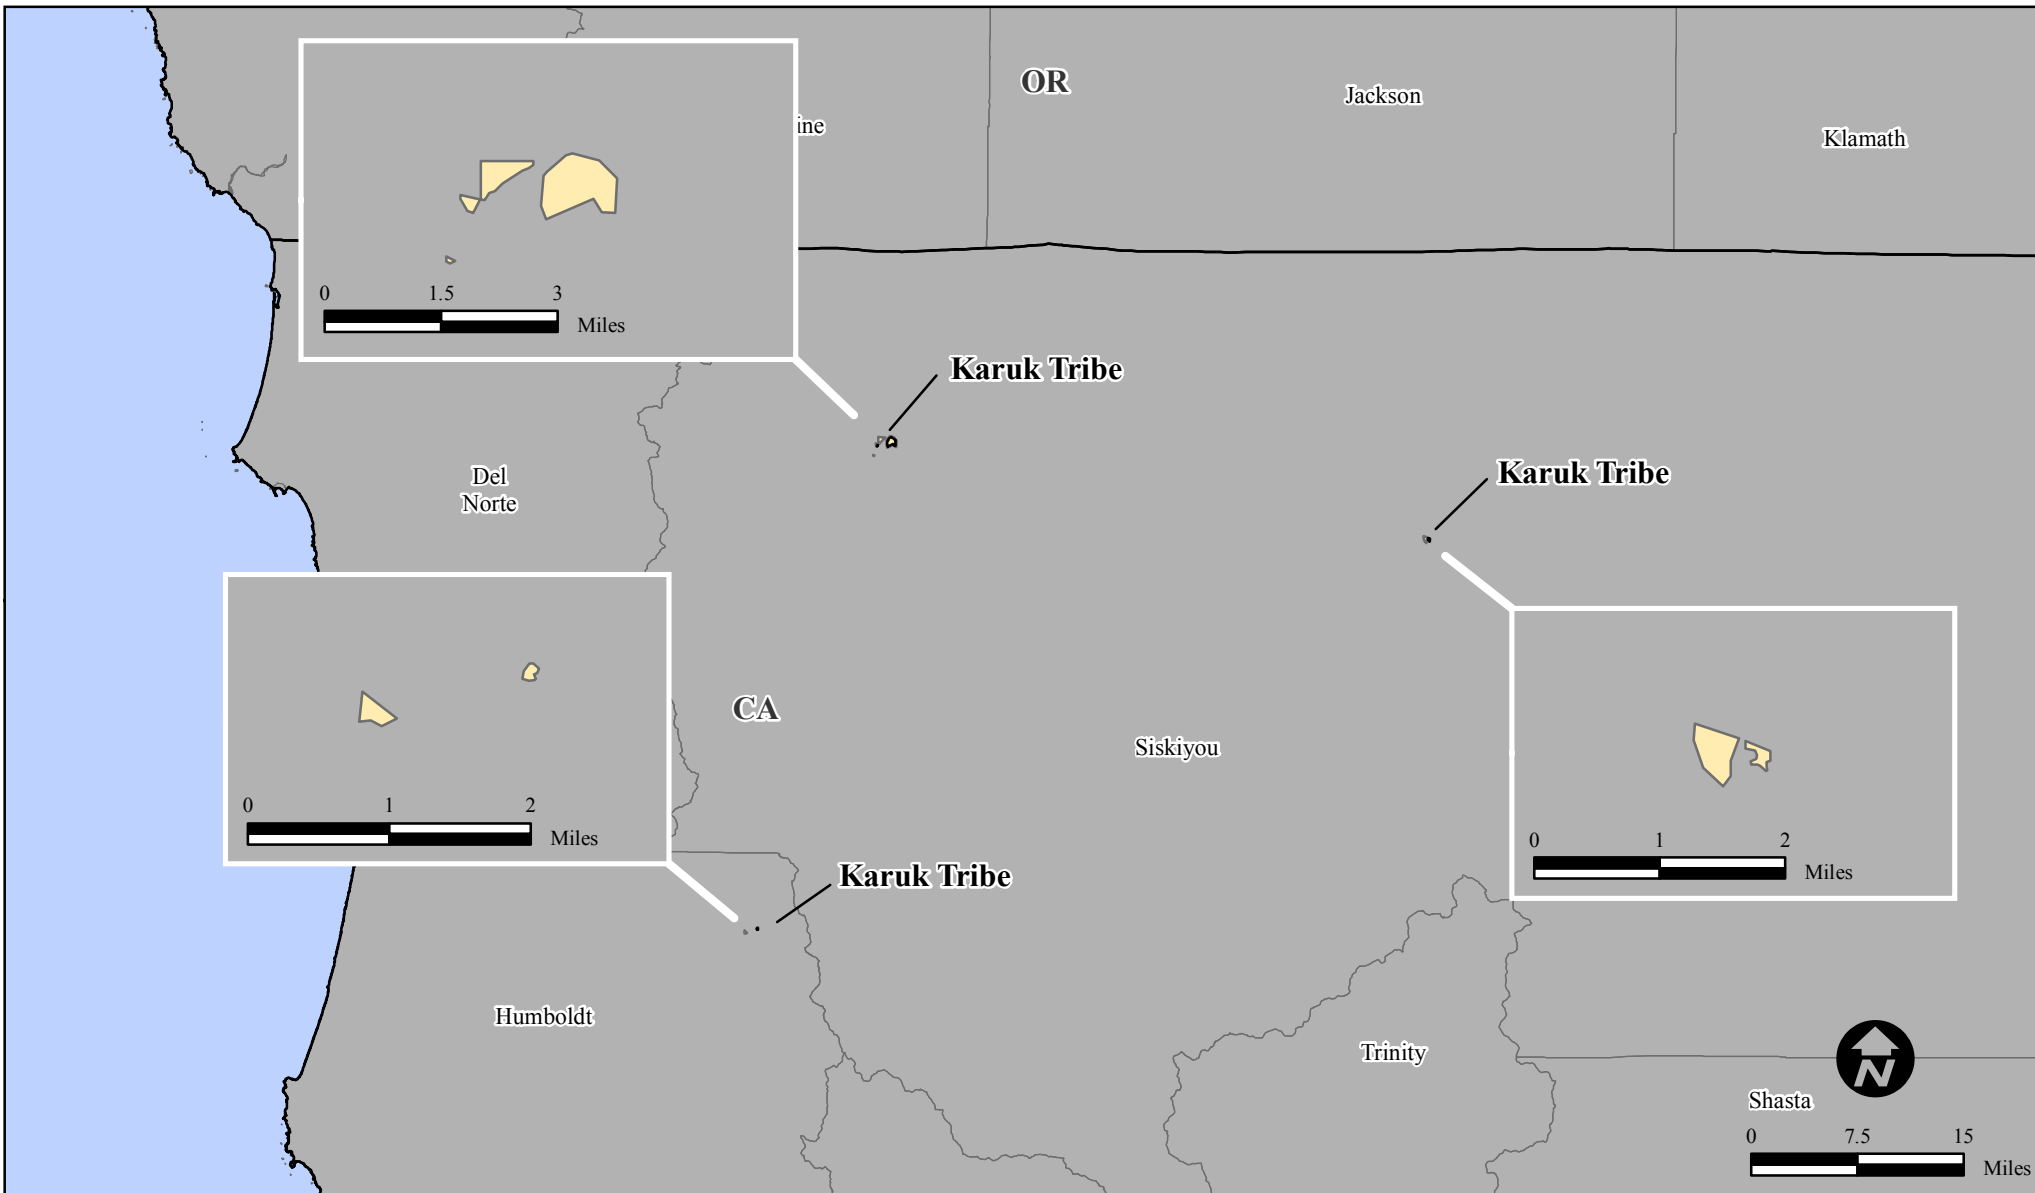 OR
Jackson
ine
Klamath
0 1.5 3
Miles
Karuk Tribe
Karuk Tribe
Del
Norte
CA
Siskiyou
0 1 2
Miles
0 1 2
Miles
Karuk Tribe
Humboldt
Trinity
N
Shasta
0 7.5 15
Miles